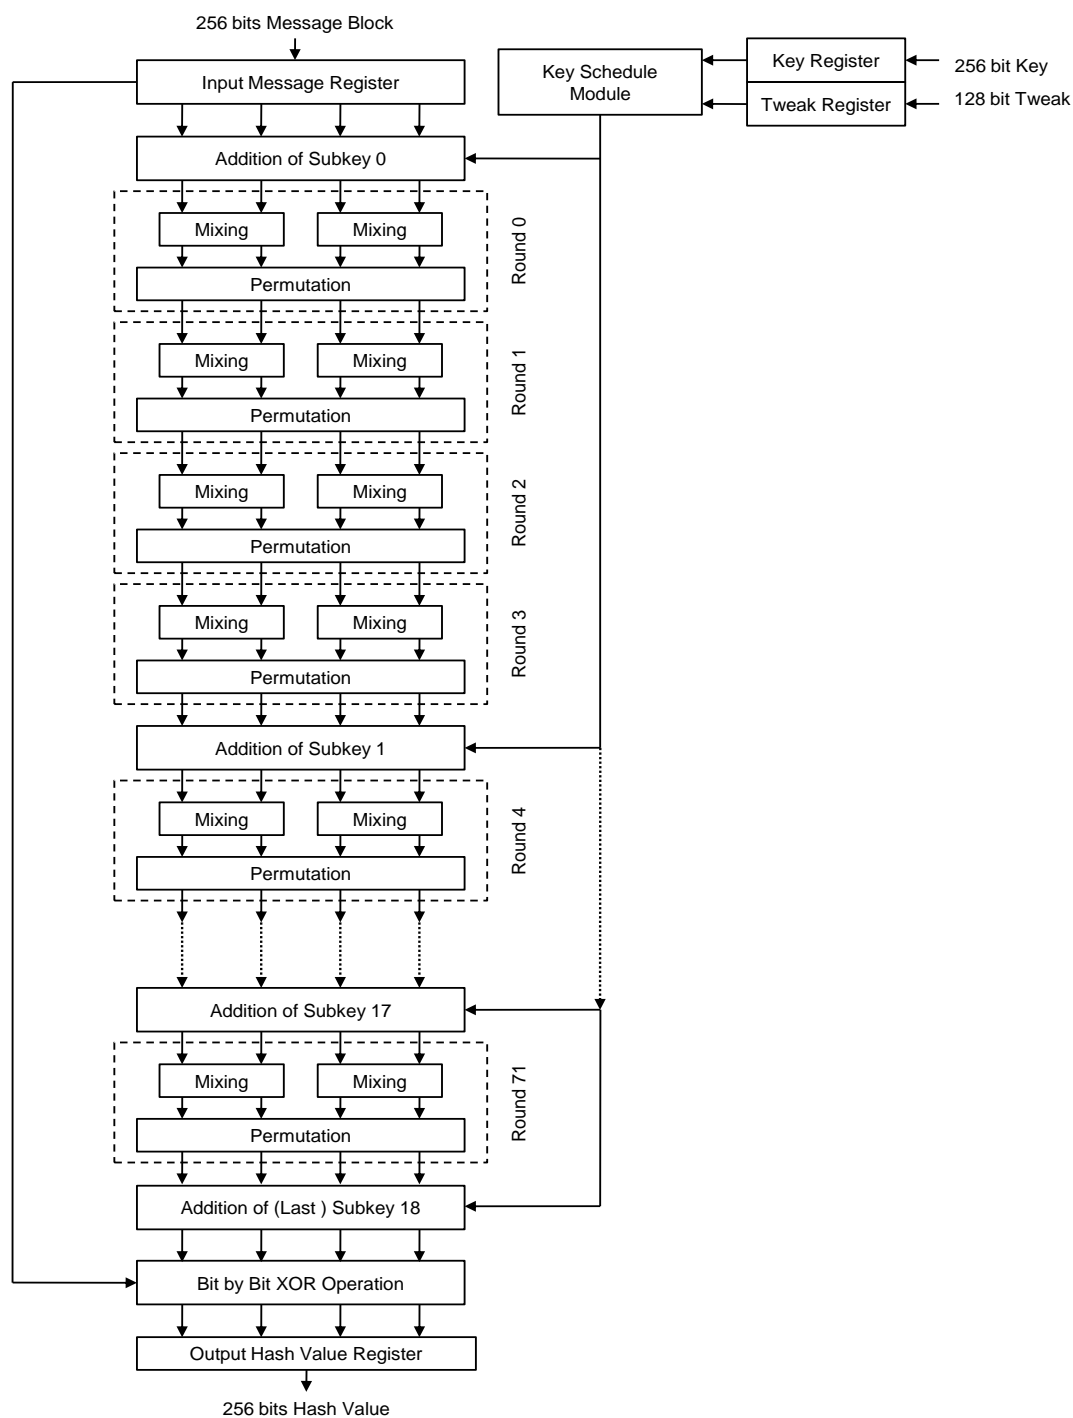 256 bits Message Block
Input Message Register
Key Schedule
Module
Key Register
Tweak Register
256 bit Key
128 bit Tweak
Addition of Subkey 0
Mixing
Mixing
Permutation
Round 0
Mixing
Mixing
Permutation
Round 1
Mixing
Mixing
Permutation
Round 2
Mixing
Mixing
Permutation
Round 3
Addition of Subkey 1
Mixing
Mixing
Permutation
Round 4
Addition of Subkey 17
Mixing
Mixing
Permutation
Round 71
Addition of (Last ) Subkey 18
Bit by Bit XOR Operation
Output Hash Value Register
256 bits Hash Value